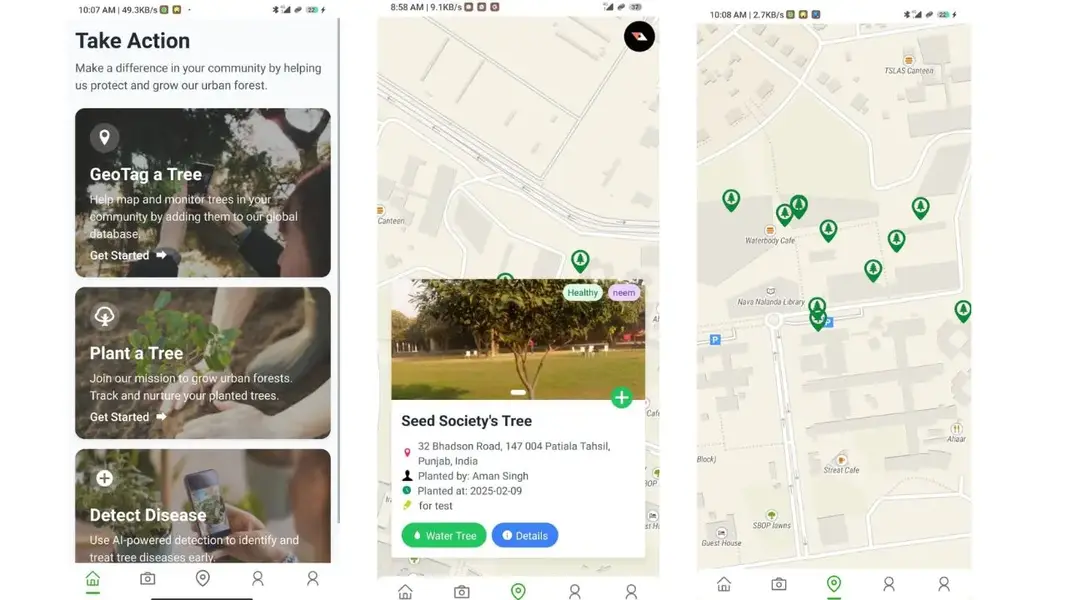 10:07 AM | 49.3KB/s
22
Take Action
Make a difference in your community by helping
us protect and grow our urban forest.
GeoTag a Tree
Help map and monitor trees in your
community by adding them to our global
database.
Get Started
Plant a Tree
Join our mission to grow urban forests.
Track and nurture your planted trees.
Get Started
Detect Disease
Use AI-powered detection to identify and
treat tree diseases early.
8:58 AM | 9.1KB/s
37
Canteen
Healthy
neem
Seed Society's Tree
32 Bhadson Road, 147 004 Patiala Tahsil,
Punjab, India
Planted by: Aman Singh
Planted at: 2025-02-09
for test
Water Tree
Details
10:08 AM | 2.7KB/s
22
TSLAS Canteen
Waterbody Cafe
Nava Nalanda Library
P
P
Ahaar
Block)
Streat Cafe
SBOP lawns
Guest House